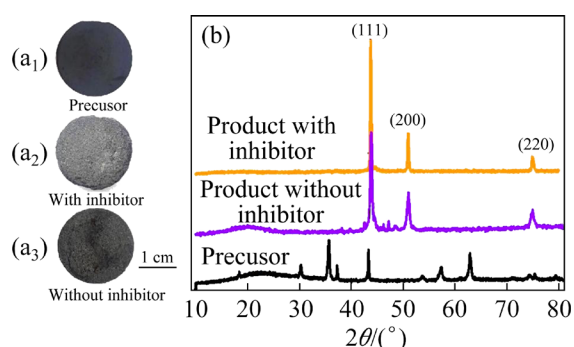 (a1)
Precusor
(a2)
With inhibitor
(a3)
Without inhibitor
1 cm
(b)
(111)
(200)
(220)
Product with
inhibitor
Product without
inhibitor
Precusor
10 20 30 40 50 60 70 80
2θ/(°)